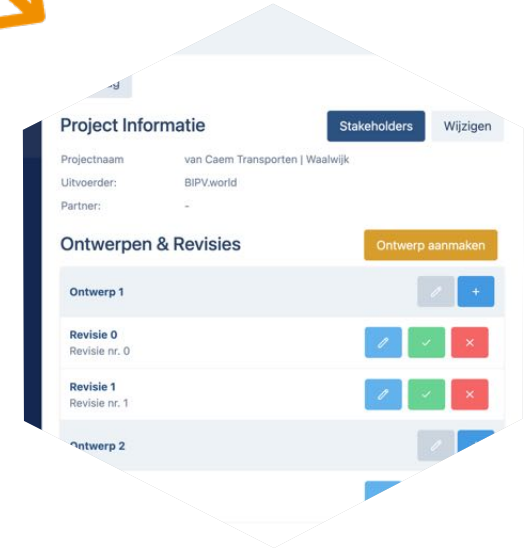 Project Informatie
Stakeholders Wijzigen
Projectnaam van Caem Transporten | Waalwijk
Uitvoerder: BIPV.world
Partner: -
Ontwerpen & Revisies
Ontwerp aanmaken
Ontwerp 1
Revisie 0
Revisie nr. 0
Revisie 1
Revisie nr. 1
Ontwerp 2